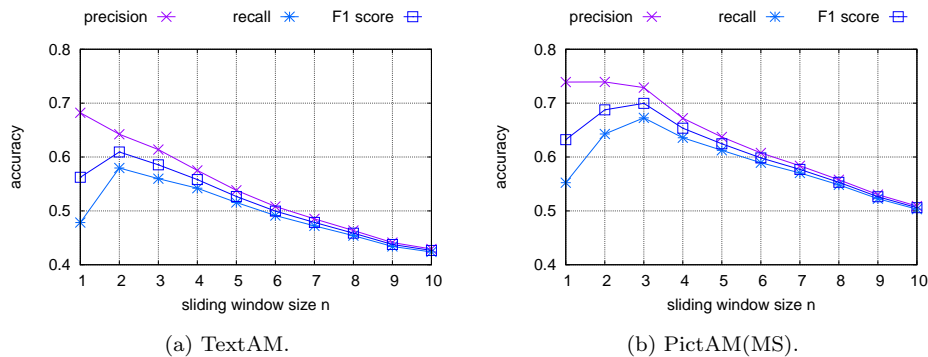 precision recall F1 score
0.8
0.7
0.6
0.5
0.4
accuracy
1 2 3 4 5 6 7 8 9 10
sliding window size n
(a) TextAM.
precision recall F1 score
0.8
0.7
0.6
0.5
0.4
accuracy
1 2 3 4 5 6 7 8 9 10
sliding window size n
(b) PictAM(MS).